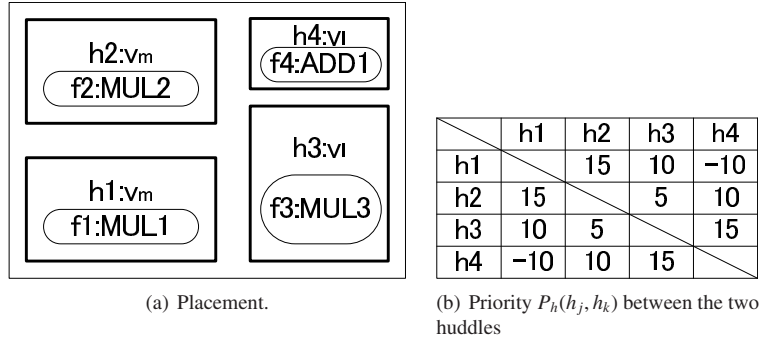 h2:vm
f2:MUL2
h4:vl
f4:ADD1
h3:vl
f3:MUL3
h1:vm
f1:MUL1
(a) Placement.
h1 h2 h3 h4
h1 15 10 −10
h2 15 5 10
h3 10 5 15
h4 −10 10 15
(b) Priority Ph(hj, hk) between the two
huddles